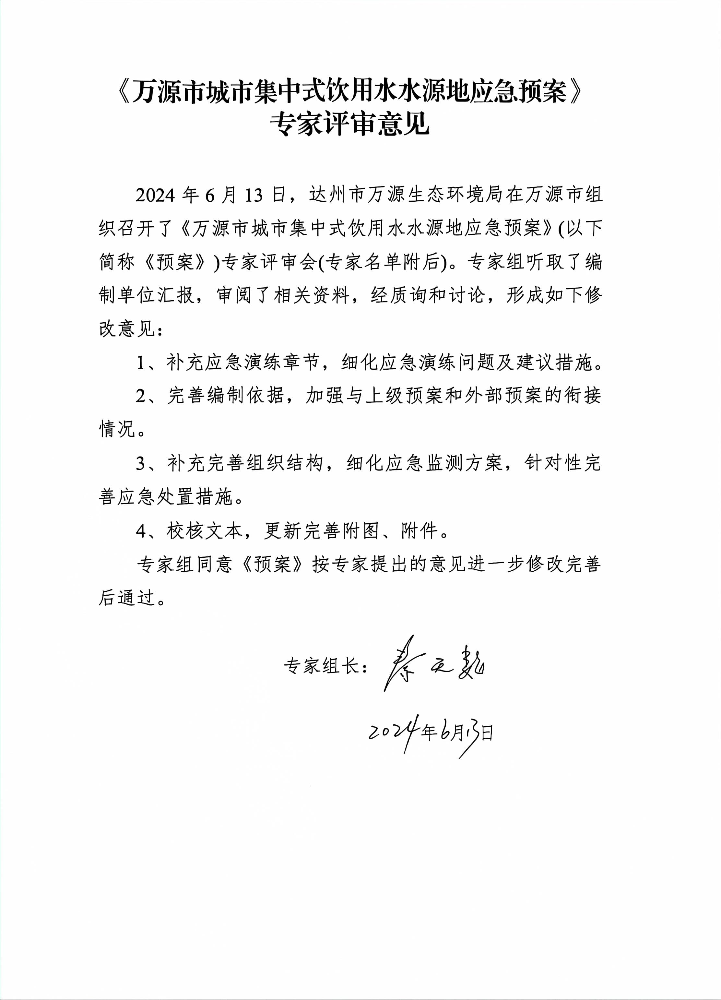 《万源市城市集中式饮用水水源地应急预案》
专家评审意见
2024 年 6 月 13 日，达州市万源生态环境局在万源市组
织召开了《万源市城市集中式饮用水水源地应急预案》(以下
简称《预案》)专家评审会(专家名单附后)。专家组听取了编
制单位汇报，审阅了相关资料，经质询和讨论，形成如下修
改意见：
1、补充应急演练章节，细化应急演练问题及建议措施。
2、完善编制依据，加强与上级预案和外部预案的衔接
情况。
3、补充完善组织结构，细化应急监测方案，针对性完
善应急处置措施。
4、校核文本，更新完善附图、附件。
专家组同意《预案》按专家提出的意见进一步修改完善
后通过。
专家组长：
2024年6月13日